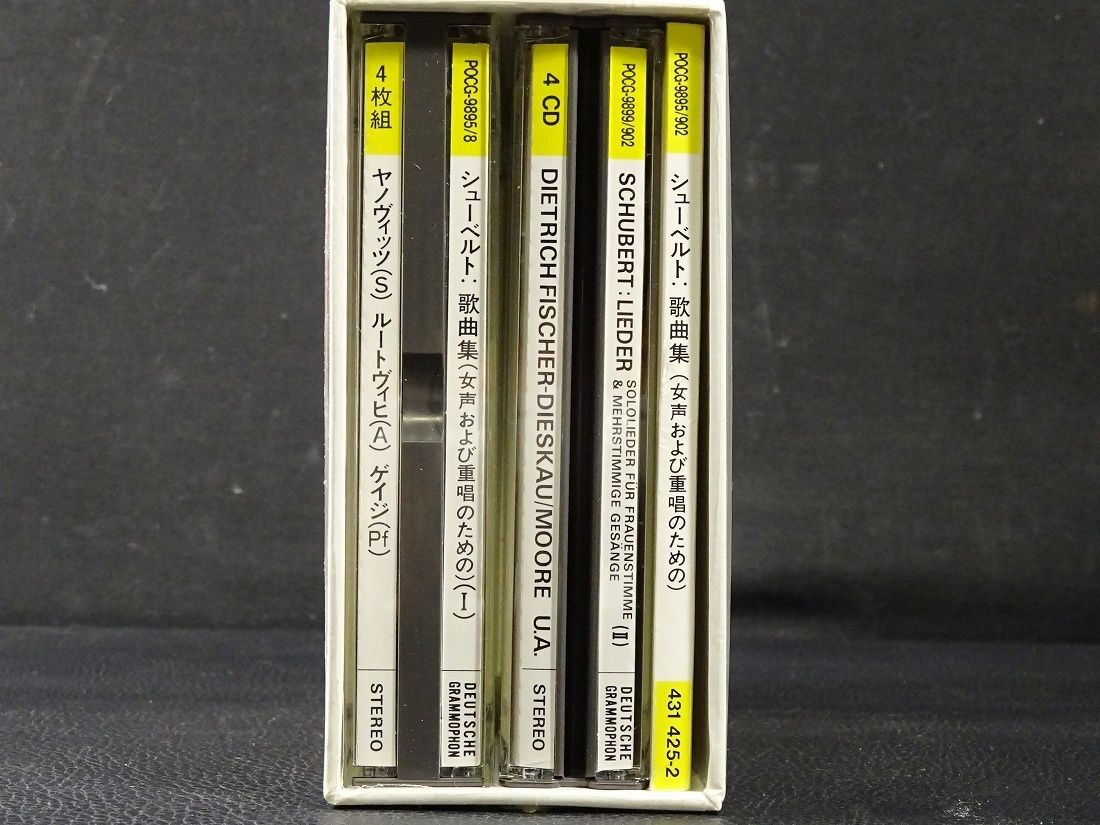 4枚組
ヤノヴィッツ(S) ルートヴィヒ(A) ゲイジ(Pf)
STEREO
POCG-9895/8
シューベルト: 歌曲集(女声および重唱のための)(I)
DEUTSCHE
GRAMMOPHON
4 CD
DIETRICH FISCHER-DIESKAU/MOORE U.A.
STEREO
POCG-9899/902
SCHUBERT: LIEDER
SOLOLIEDER FÜR FRAUENSTIMME
& MEHRSTIMMIGE GESÄNGE
(II)
DEUTSCHE
GRAMMOPHON
POCG-9895/902
シューベルト: 歌曲集(女声および重唱のための)
431 425-2